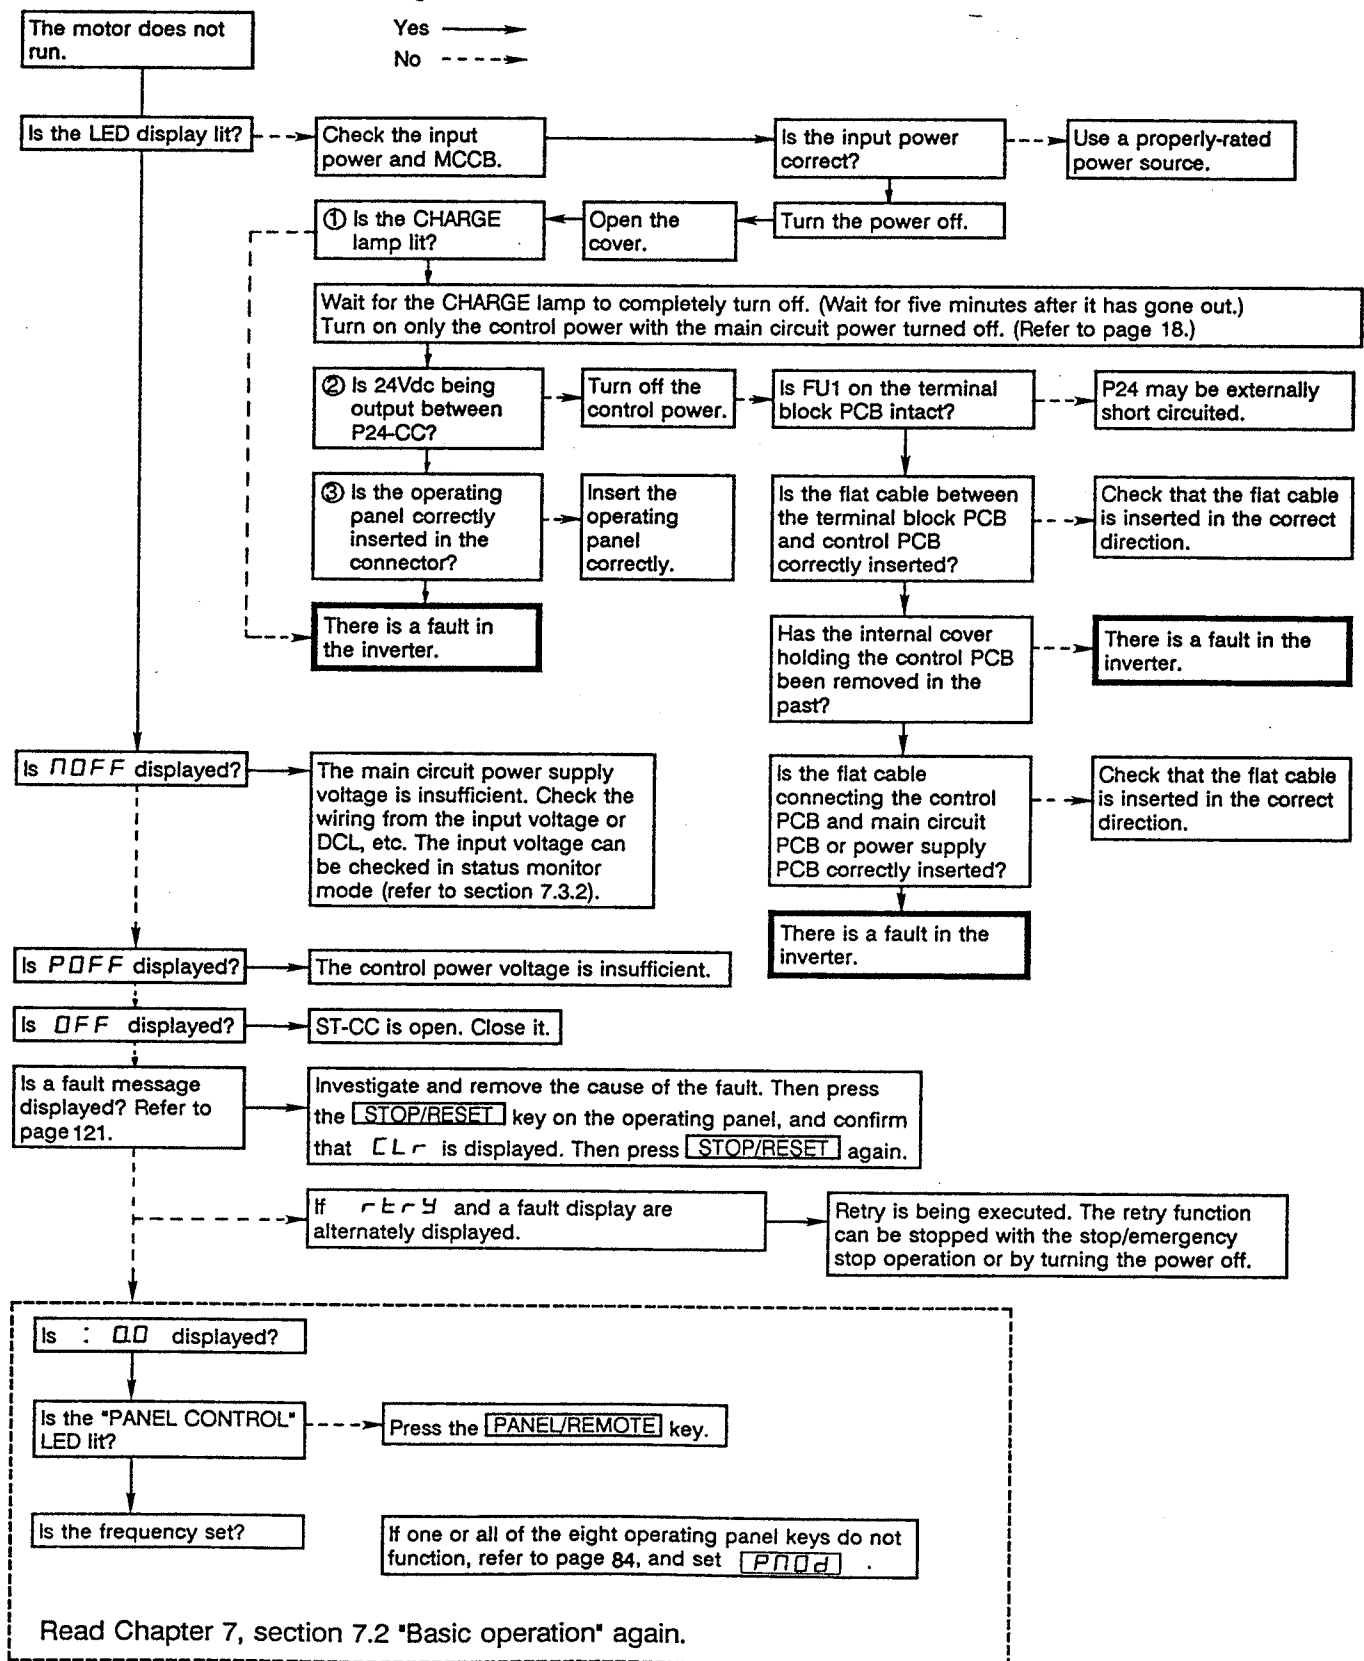 The motor does not
run.
Yes
No
Is the LED display lit?
Check the input
power and MCCB.
Is the input power
correct?
Use a properly-rated
power source.
① Is the CHARGE
lamp lit?
Open the
cover.
Turn the power off.
Wait for the CHARGE lamp to completely turn off. (Wait for five minutes after it has gone out.)
Turn on only the control power with the main circuit power turned off. (Refer to page 18.)
② Is 24Vdc being
output between
P24-CC?
Turn off the
control power.
Is FU1 on the terminal
block PCB intact?
P24 may be externally
short circuited.
③ Is the operating
panel correctly
inserted in the
connector?
Insert the
operating
panel
correctly.
Is the flat cable between
the terminal block PCB
and control PCB
correctly inserted?
Check that the flat cable
is inserted in the correct
direction.
There is a fault in
the inverter.
Has the internal cover
holding the control PCB
been removed in the
past?
There is a fault in the
inverter.
Is NOFF displayed?
The main circuit power supply
voltage is insufficient. Check the
wiring from the input voltage or
DCL, etc. The input voltage can
be checked in status monitor
mode (refer to section 7.3.2).
Is the flat cable
connecting the control
PCB and main circuit
PCB or power supply
PCB correctly inserted?
Check that the flat cable
is inserted in the correct
direction.
There is a fault in the
inverter.
Is POFF displayed?
The control power voltage is insufficient.
Is OFF displayed?
ST-CC is open. Close it.
Is a fault message
displayed? Refer to
page 121.
Investigate and remove the cause of the fault. Then press
the STOP/RESET key on the operating panel, and confirm
that CLr is displayed. Then press STOP/RESET again.
If rtrY and a fault display are
alternately displayed.
Retry is being executed. The retry function
can be stopped with the stop/emergency
stop operation or by turning the power off.
Is : 0.0 displayed?
Is the "PANEL CONTROL"
LED lit?
Press the PANEL/REMOTE key.
Is the frequency set?
If one or all of the eight operating panel keys do not
function, refer to page 84, and set PNOd .
Read Chapter 7, section 7.2 "Basic operation" again.